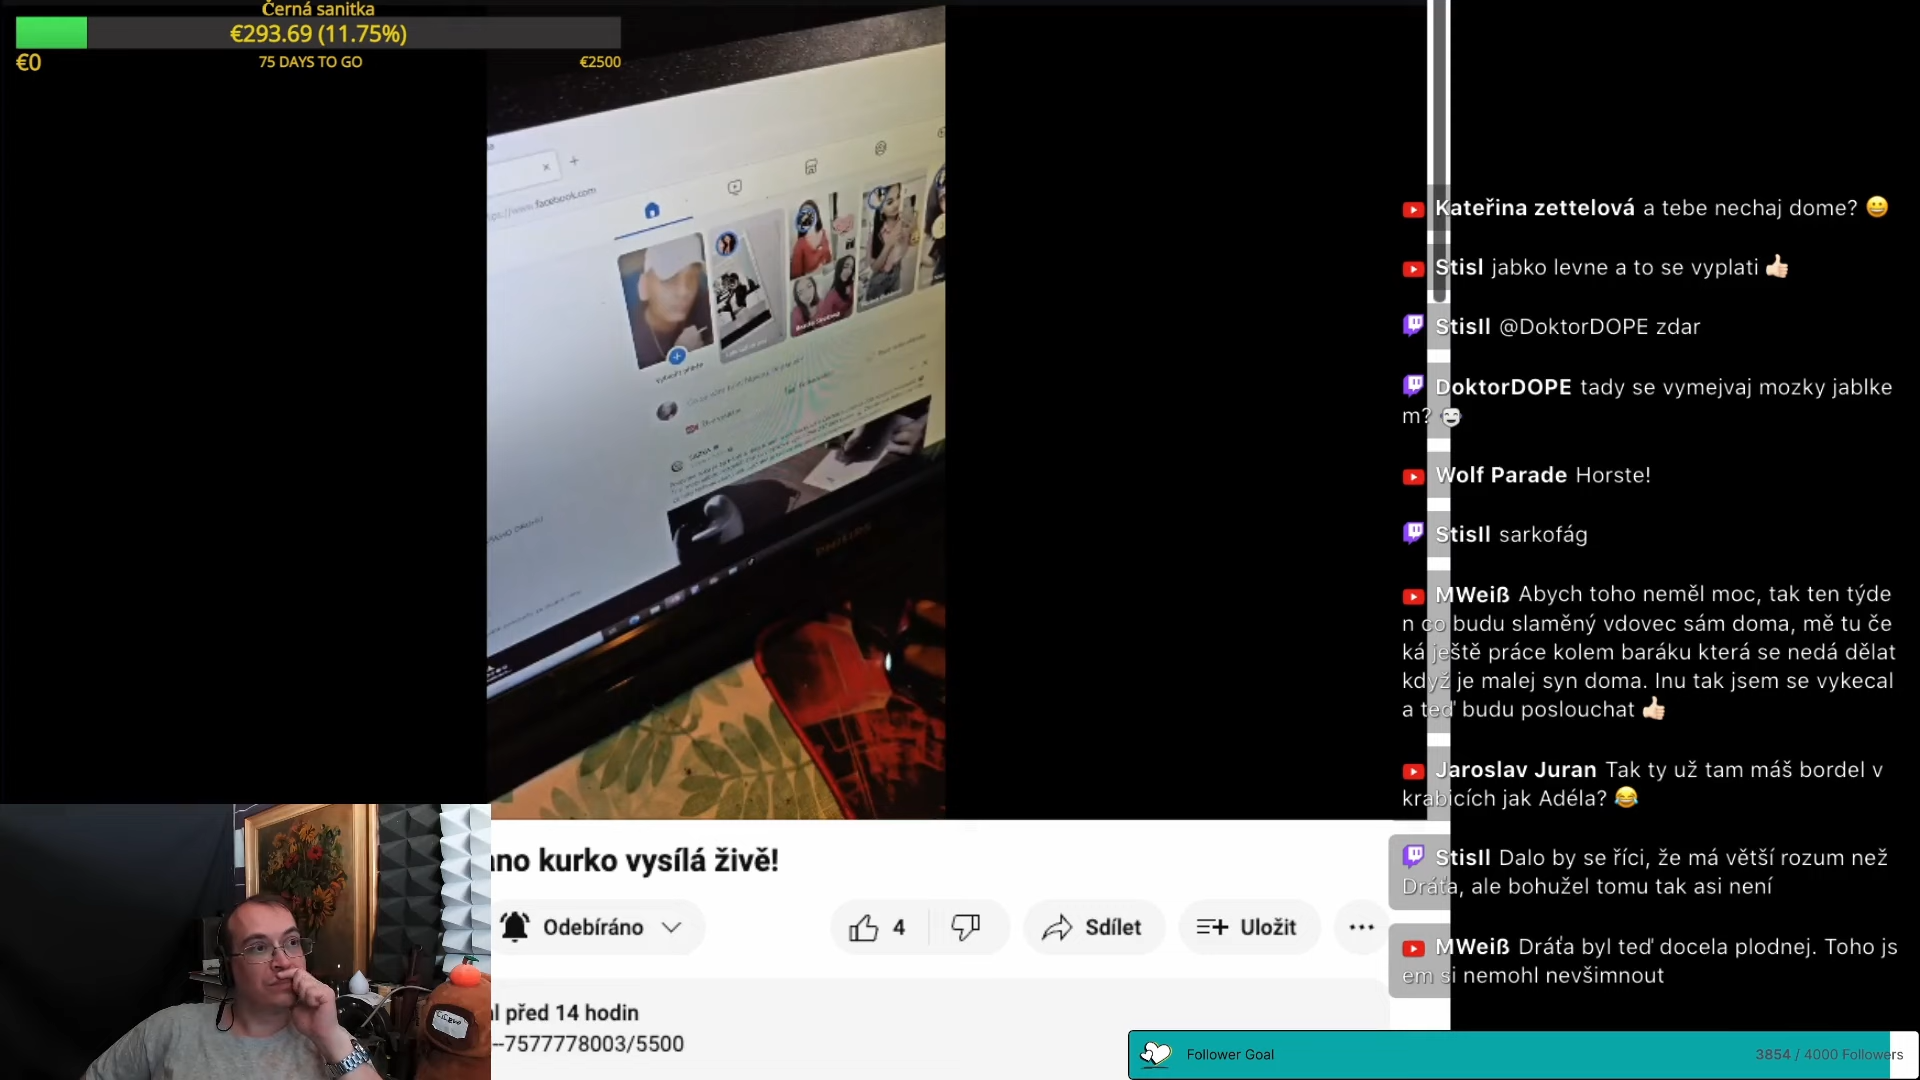 Černá sanitka
€293.69 (11.75%)
€0
75 DAYS TO GO
€2500
www.facebook.com
PHILIPS
Kateřina zettelová a tebe nechaj dome? 😀
Stisl jabko levne a to se vyplati 👍🏻
StisII @DoktorDOPE zdar
DoktorDOPE tady se vymejvaj mozky jablke
m?
Wolf Parade Horste!
StisII sarkofág
MWeiß Abych toho neměl moc, tak ten týde
n co budu slaměný vdovec sám doma, mě tu če
ká ještě práce kolem baráku která se nedá dělat
když je malej syn doma. Inu tak jsem se vykecal
a teď budu poslouchat 👍🏻
Jaroslav Juran Tak ty už tam máš bordel v
krabicích jak Adéla? 😂
StisII Dalo by se říci, že má větší rozum než
Dráťa, ale bohužel tomu tak asi není
MWeiß Dráťa byl teď docela plodnej. Toho js
em si nemohl nevšimnout
no kurko vysílá živě!
Odebíráno
4
Sdílet
Uložit
l před 14 hodin
--7577778003/5500
Follower Goal
3854 / 4000 Followers